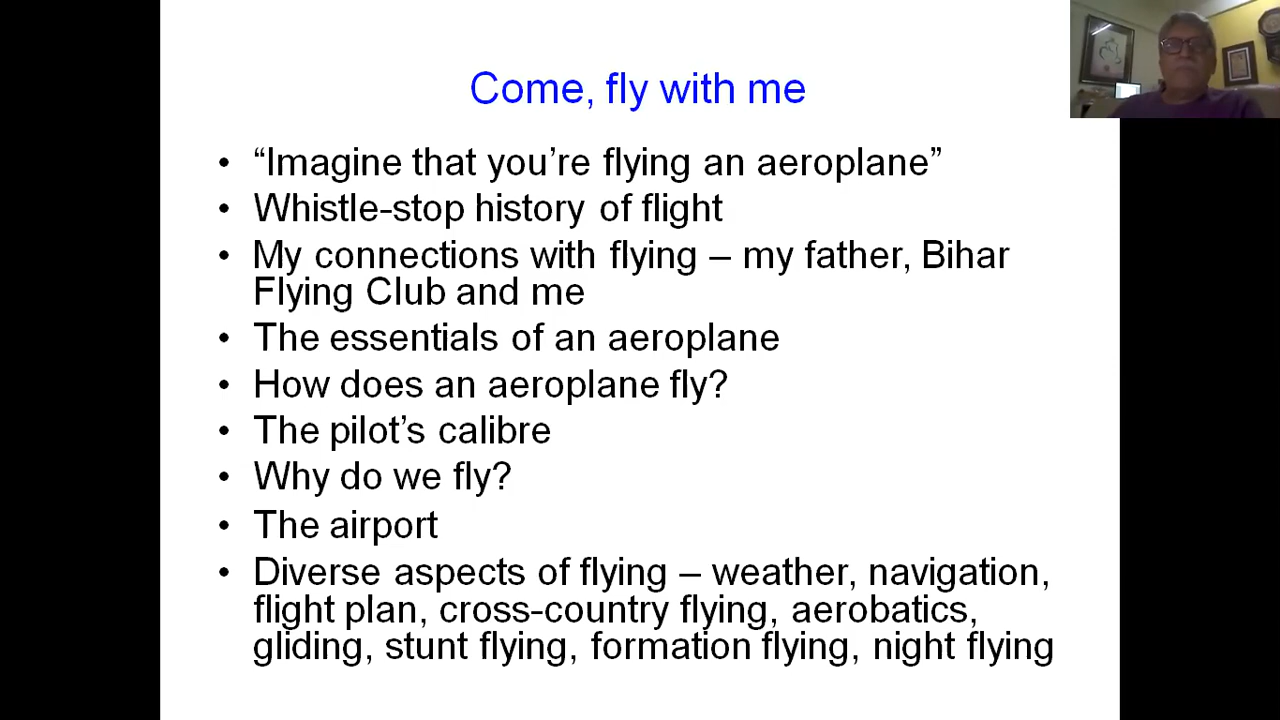 Come, fly with me
• “Imagine that you’re flying an aeroplane”
• Whistle-stop history of flight
• My connections with flying – my father, Bihar
Flying Club and me
• The essentials of an aeroplane
• How does an aeroplane fly?
• The pilot’s calibre
• Why do we fly?
• The airport
• Diverse aspects of flying – weather, navigation,
flight plan, cross-country flying, aerobatics,
gliding, stunt flying, formation flying, night flying